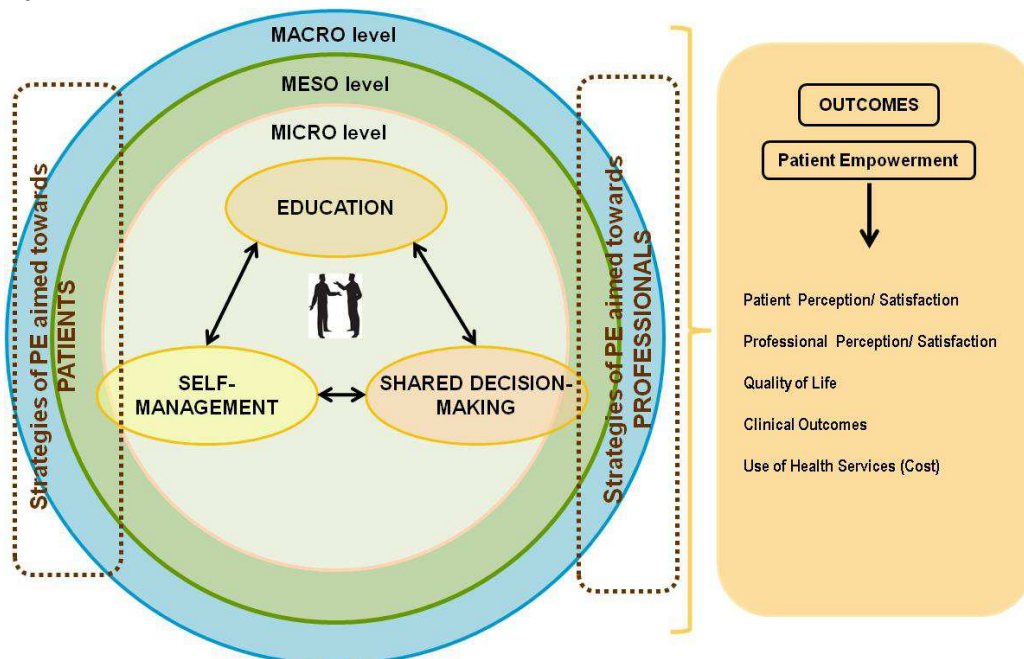 MACRO level
MESO level
MICRO level
EDUCATION
SELF-
MANAGEMENT
SHARED DECISION-
MAKING
Strategies of PE aimed towards
PATIENTS
Strategies of PE aimed towards
PROFESSIONALS
OUTCOMES
Patient Empowerment
Patient Perception/ Satisfaction
Professional Perception/ Satisfaction
Quality of Life
Clinical Outcomes
Use of Health Services (Cost)